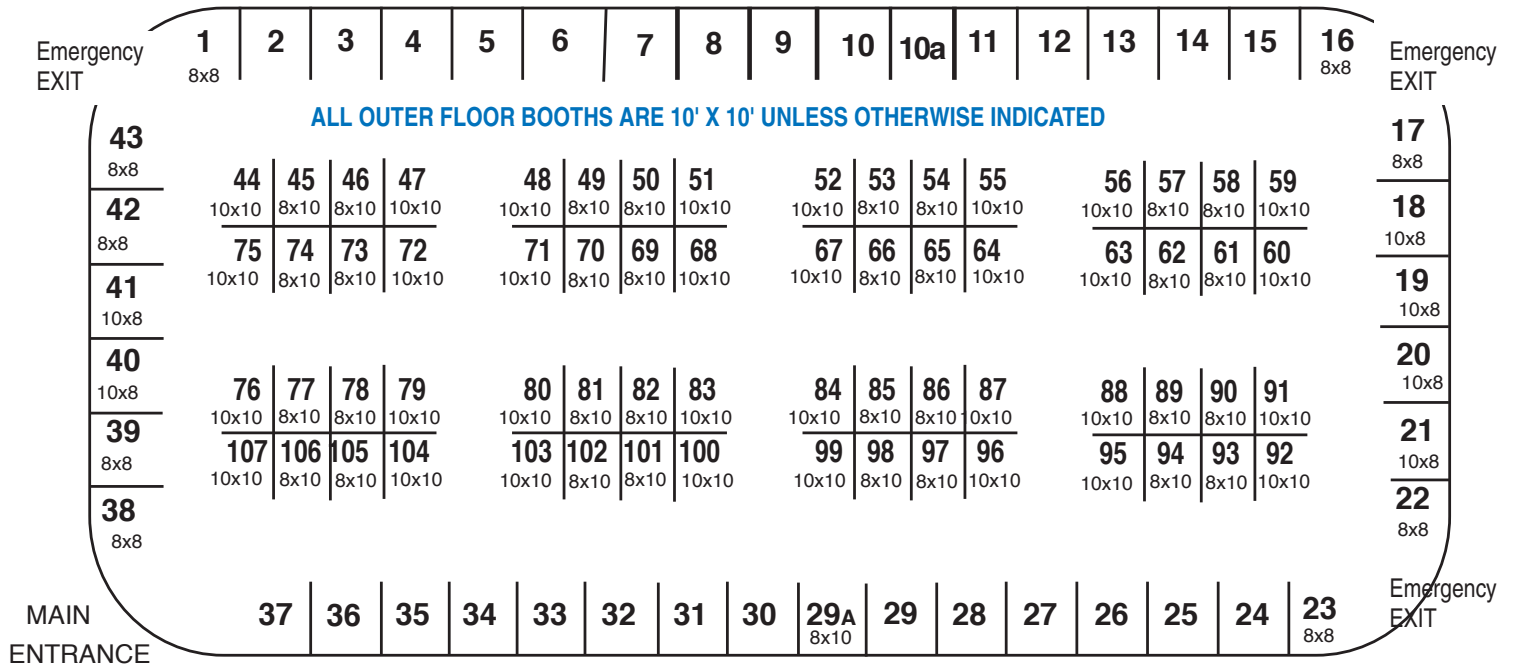 1 2 3 4 5 6 7 8 9 10 10a 11 12 13 14 15 16
8x8 8x8
Emergency
EXIT
Emergency
EXIT
ALL OUTER FLOOR BOOTHS ARE 10' X 10' UNLESS OTHERWISE INDICATED
43
8x8
42
8x8
41
10x8
40
10x8
39
8x8
38
8x8
44 45 46 47
10x10 8x10 8x10 10x10
75 74 73 72
10x10 8x10 8x10 10x10
48 49 50 51
10x10 8x10 8x10 10x10
71 70 69 68
10x10 8x10 8x10 10x10
52 53 54 55
10x10 8x10 8x10 10x10
67 66 65 64
10x10 8x10 8x10 10x10
56 57 58 59
10x10 8x10 8x10 10x10
63 62 61 60
10x10 8x10 8x10 10x10
76 77 78 79
10x10 8x10 8x10 10x10
107 106 105 104
10x10 8x10 8x10 10x10
80 81 82 83
10x10 8x10 8x10 10x10
103 102 101 100
10x10 8x10 8x10 10x10
84 85 86 87
10x10 8x10 8x10 10x10
99 98 97 96
10x10 8x10 8x10 10x10
88 89 90 91
10x10 8x10 8x10 10x10
95 94 93 92
10x10 8x10 8x10 10x10
17
8x8
18
10x8
19
10x8
20
10x8
21
10x8
22
8x8
MAIN
ENTRANCE
37 36 35 34 33 32 31 30 29A 29 28 27 26 25 24 23
8x10 8x8
Emergency
EXIT